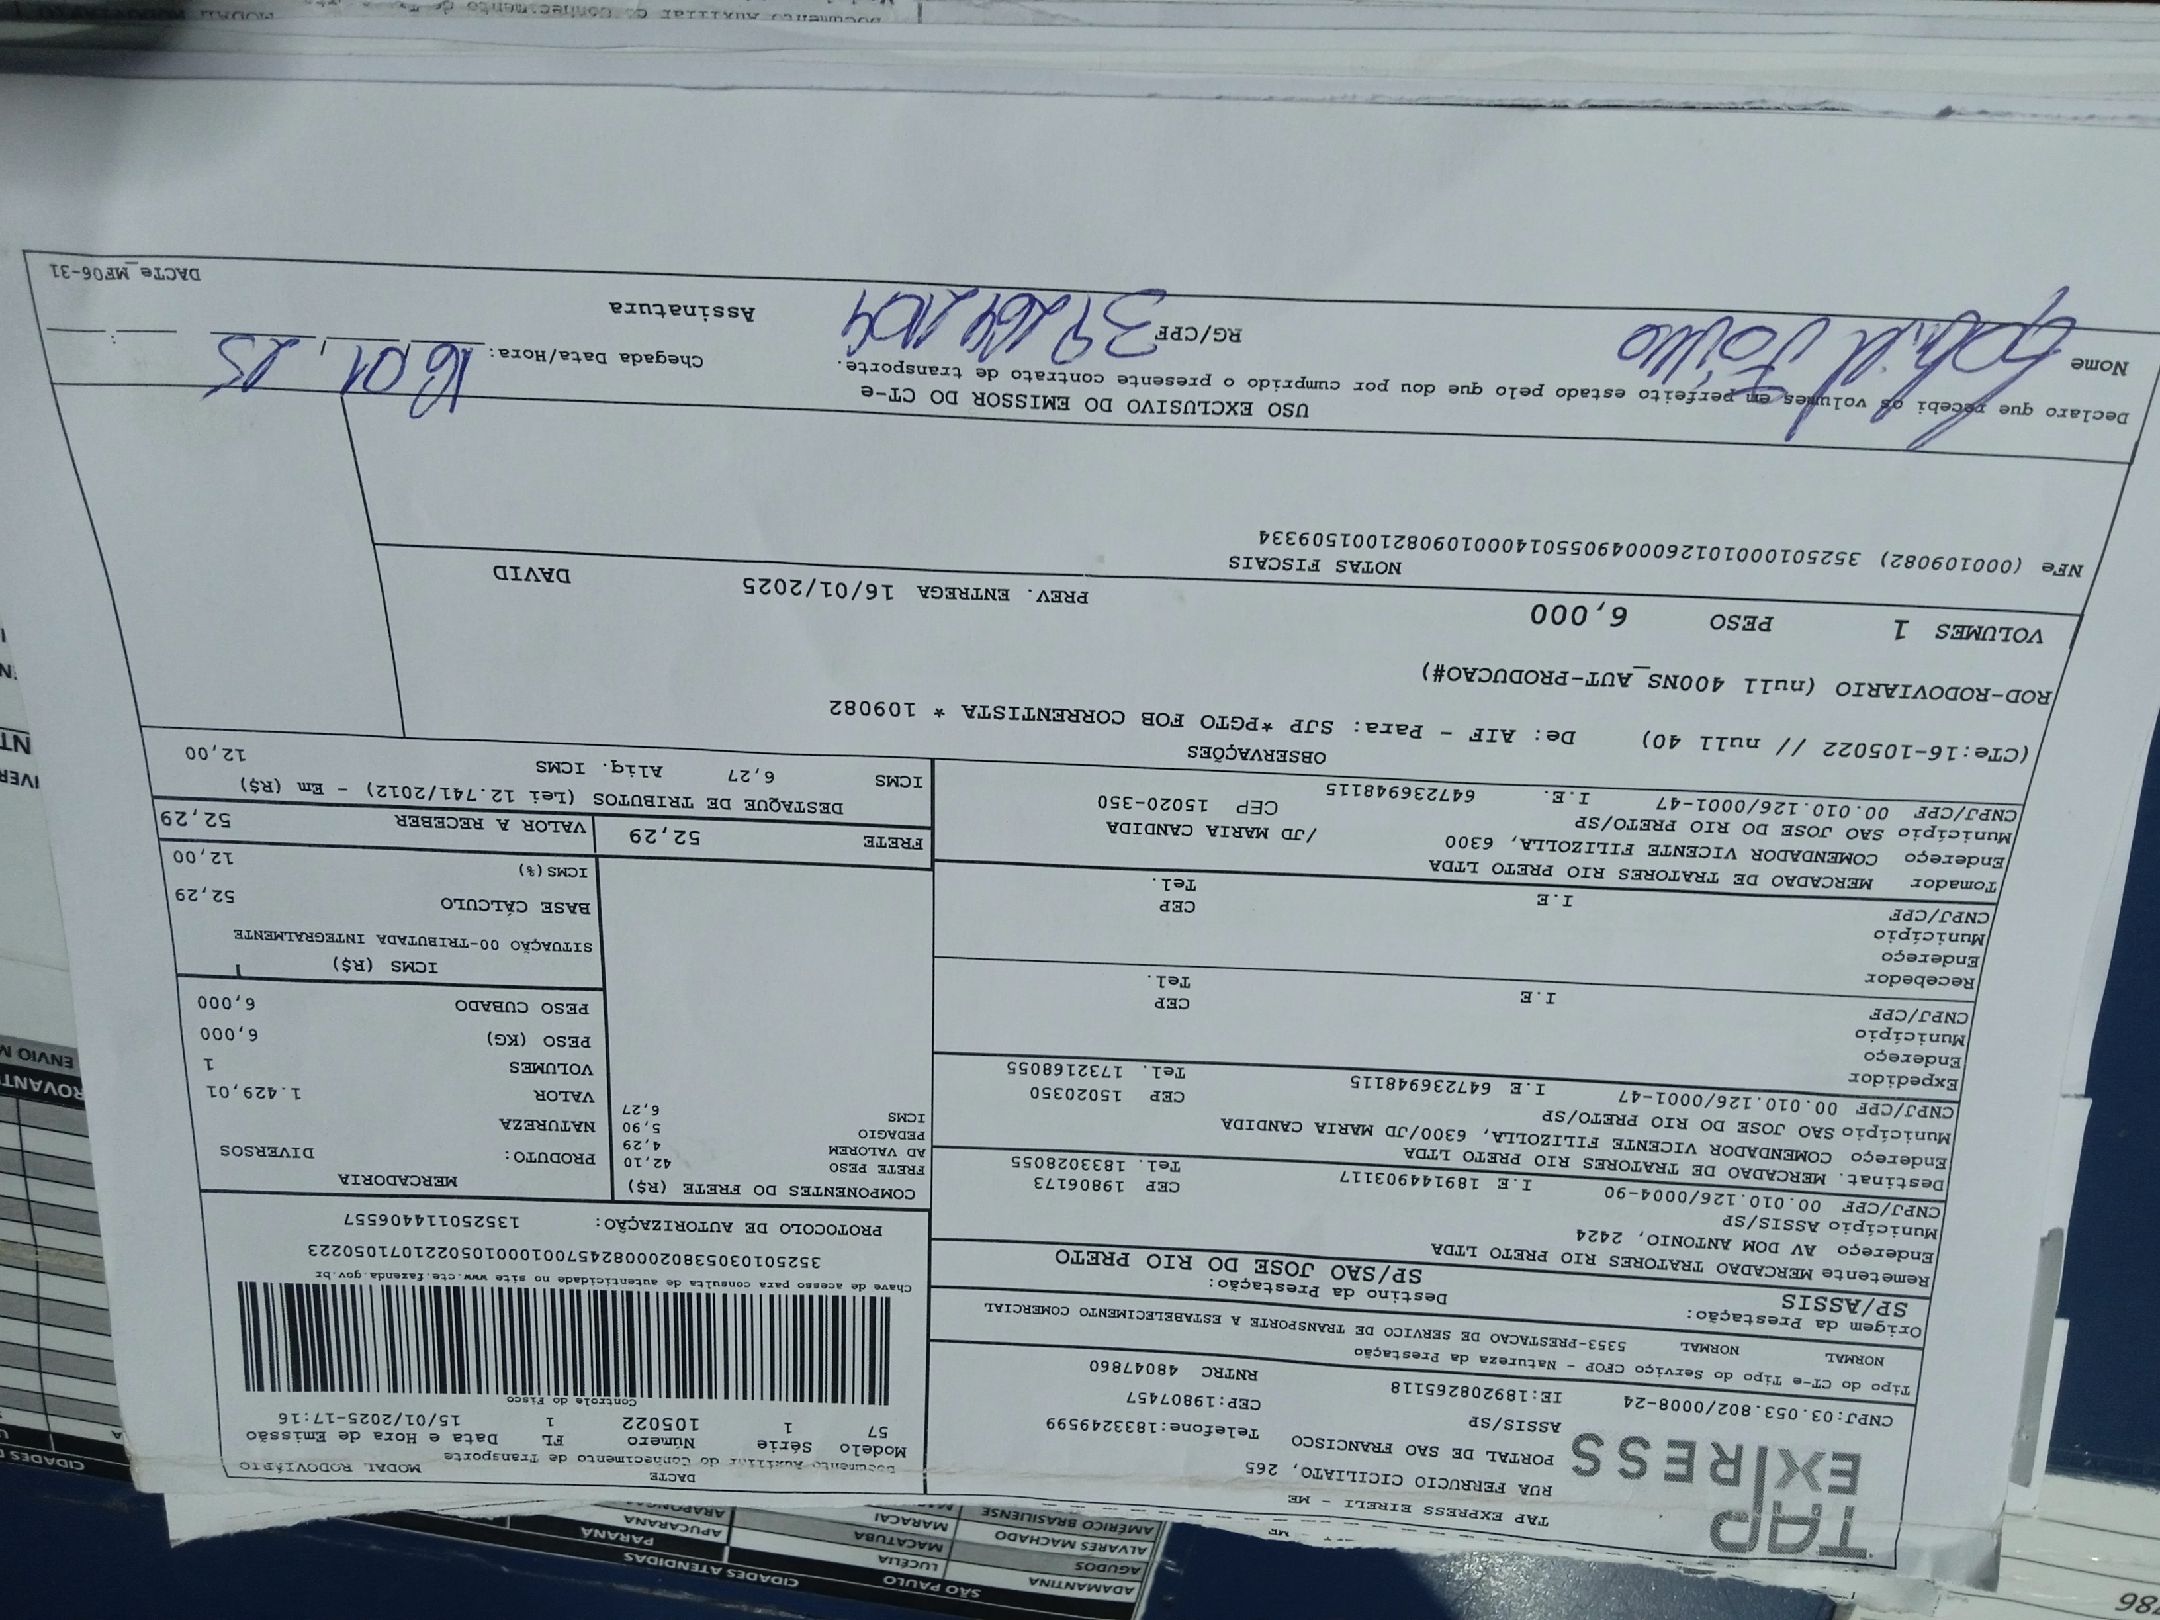 TAP
EXPRESS
TAP EXPRESS EIRELI - ME
RUA FERRUCIO CICILIATO, 265
PORTAL DE SAO FRANCISCO Telefone:1833249599
ASSIS/SP CEP:19807457
CNPJ:03.053.802/0008-24 IE:189208265118 RNTRC 48047860
DACTE
Documento Auxiliar do Conhecimento de Transporte MODAL RODOVIÁRIO
Modelo Série Número FL Data e Hora de Emissão
57 1 105022 1 15/01/2025-17:16
Controle do Fisco
Chave de acesso para consulta de autenticidade no site www.cte.fazenda.gov.br
35250103053802000824570010001050221071050223
PROTOCOLO DE AUTORIZAÇÃO: 135250114406557
Tipo do CT-e Tipo do Serviço CFOP - Natureza da Prestação
NORMAL NORMAL 5353-PRESTACAO DE SERVICO DE TRANSPORTE A ESTABELECIMENTO COMERCIAL
Origem da Prestação: Destino da Prestação:
SP/ASSIS SP/SAO JOSE DO RIO PRETO
Remetente MERCADAO TRATORES RIO PRETO LTDA
Endereço AV DOM ANTONIO, 2424
Município ASSIS/SP CEP 19806173
CNPJ/CPF 00.010.126/0004-90 I.E 189144903117 Tel. 1833028055
Destinat. MERCADAO DE TRATORES RIO PRETO LTDA
Endereço COMENDADOR VICENTE FILIZOLLA, 6300/JD MARIA CANDIDA
Município SAO JOSE DO RIO PRETO/SP CEP 15020350
CNPJ/CPF 00.010.126/0001-47 I.E 647236948115 Tel. 1732168055
Expedidor
Endereço
Município CEP
CNPJ/CPF I.E Tel.
Recebedor
Endereço
Município CEP
CNPJ/CPF I.E Tel.
Tomador MERCADAO DE TRATORES RIO PRETO LTDA
Endereço COMENDADOR VICENTE FILIZOLLA, 6300 /JD MARIA CANDIDA
Município SAO JOSE DO RIO PRETO/SP CEP 15020-350
CNPJ/CPF 00.010.126/0001-47 I.E. 647236948115
COMPONENTES DO FRETE (R$)
FRETE PESO 42,10
AD VALOREM 4,29
PEDAGIO 5,90
ICMS 6,27
MERCADORIA
PRODUTO: DIVERSOS
NATUREZA
VALOR 1.429,01
VOLUMES 1
PESO (KG) 6,000
PESO CUBADO 6,000
ICMS (R$)
SITUAÇÃO 00-TRIBUTADA INTEGRALMENTE
BASE CÁLCULO 52,29
ICMS(%) 12,00
FRETE 52,29 VALOR A RECEBER 52,29
DESTAQUE DE TRIBUTOS (Lei 12.741/2012) - Em (R$)
ICMS 6,27 Aliq. ICMS 12,00
OBSERVAÇÕES
(CTe:16-105022 // null 40) De: AIF - Para: SJP *PGTO FOB CORRENTISTA * 109082
ROD-RODOVIARIO (null 400NS_AUT-PRODUCAO#)
VOLUMES 1 PESO 6,000 PREV. ENTREGA 16/01/2025 DAVID
NOTAS FISCAIS
NFe (000109082) 35250100010126000490550140001090821001509334
USO EXCLUSIVO DO EMISSOR DO CT-e
Declaro que recebi os volumes em perfeito estado pelo que dou por cumprido o presente contrato de transporte.
Nome RG/CPF Chegada Data/Hora: 16,01,25
Assinatura
DACTe_MF06-31
CIDADES ATENDIDAS
SÃO PAULO PARANÁ
ADAMANTINA LUCÉLIA APUCARANA
AGUDOS MACATUBA
ALVARES MACHADO MARACAI
AMÉRICO BRASILIENSE